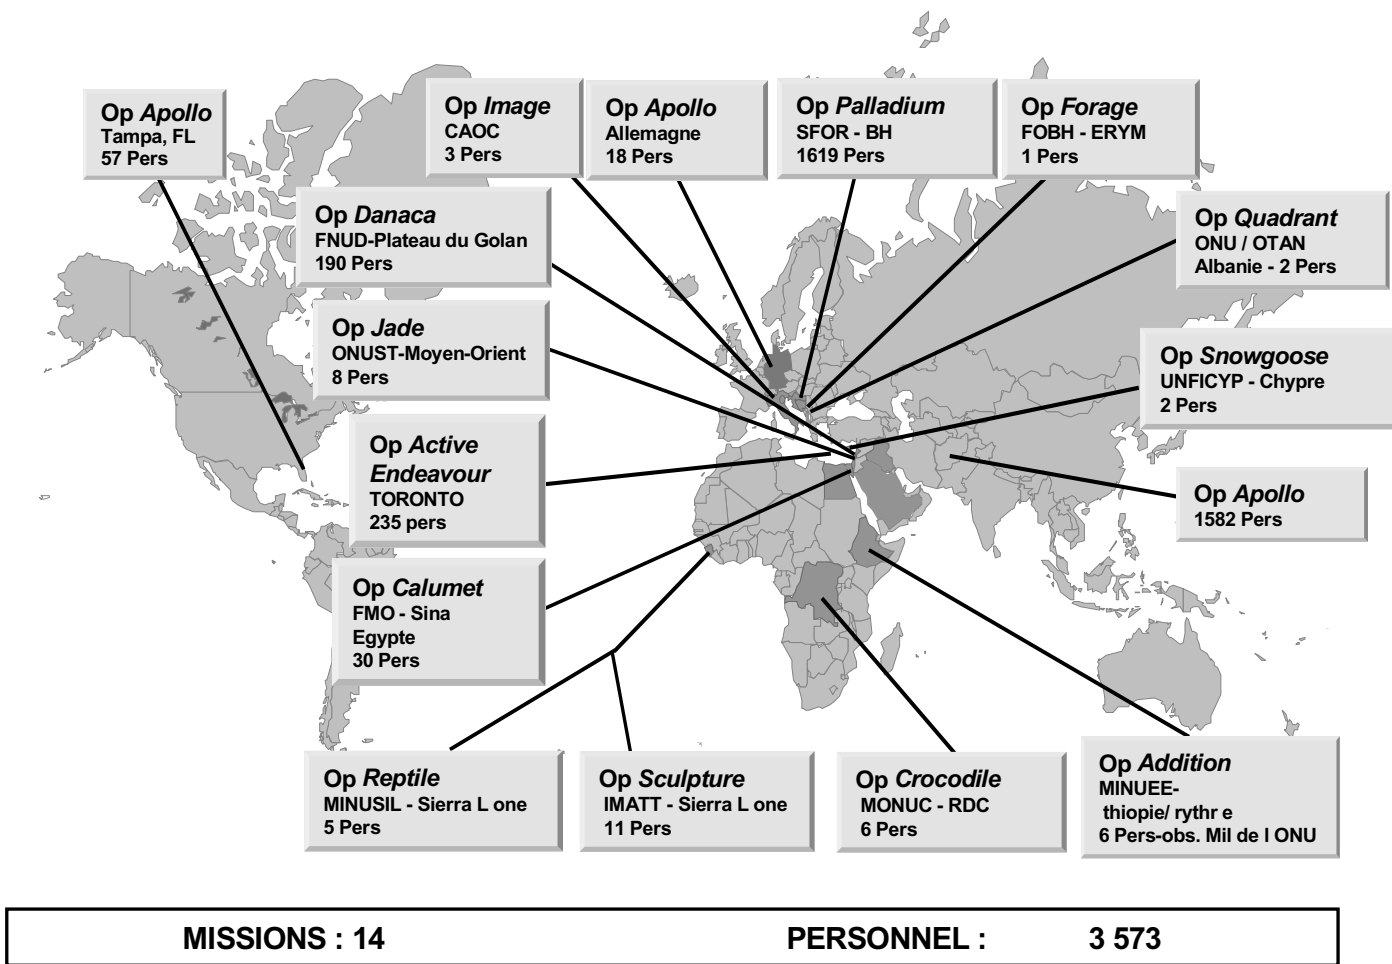 Op Apollo
Tampa, FL
57 Pers
Op Image
CAOC
3 Pers
Op Apollo
Allemagne
18 Pers
Op Palladium
SFOR - BH
1619 Pers
Op Forage
FOBH - ERYM
1 Pers
Op Danaca
FNUD-Plateau du Golan
190 Pers
Op Quadrant
ONU / OTAN
Albanie - 2 Pers
Op Jade
ONUST-Moyen-Orient
8 Pers
Op Snowgoose
UNFICYP - Chypre
2 Pers
Op Active
Endeavour
TORONTO
235 pers
Op Apollo
1582 Pers
Op Calumet
FMO - Sina
Egypte
30 Pers
Op Reptile
MINUSIL - Sierra L one
5 Pers
Op Sculpture
IMATT - Sierra L one
11 Pers
Op Crocodile
MONUC - RDC
6 Pers
Op Addition
MINUEE-
thiopie/ rythr e
6 Pers-obs. Mil de l ONU
MISSIONS : 14 PERSONNEL : 3 573